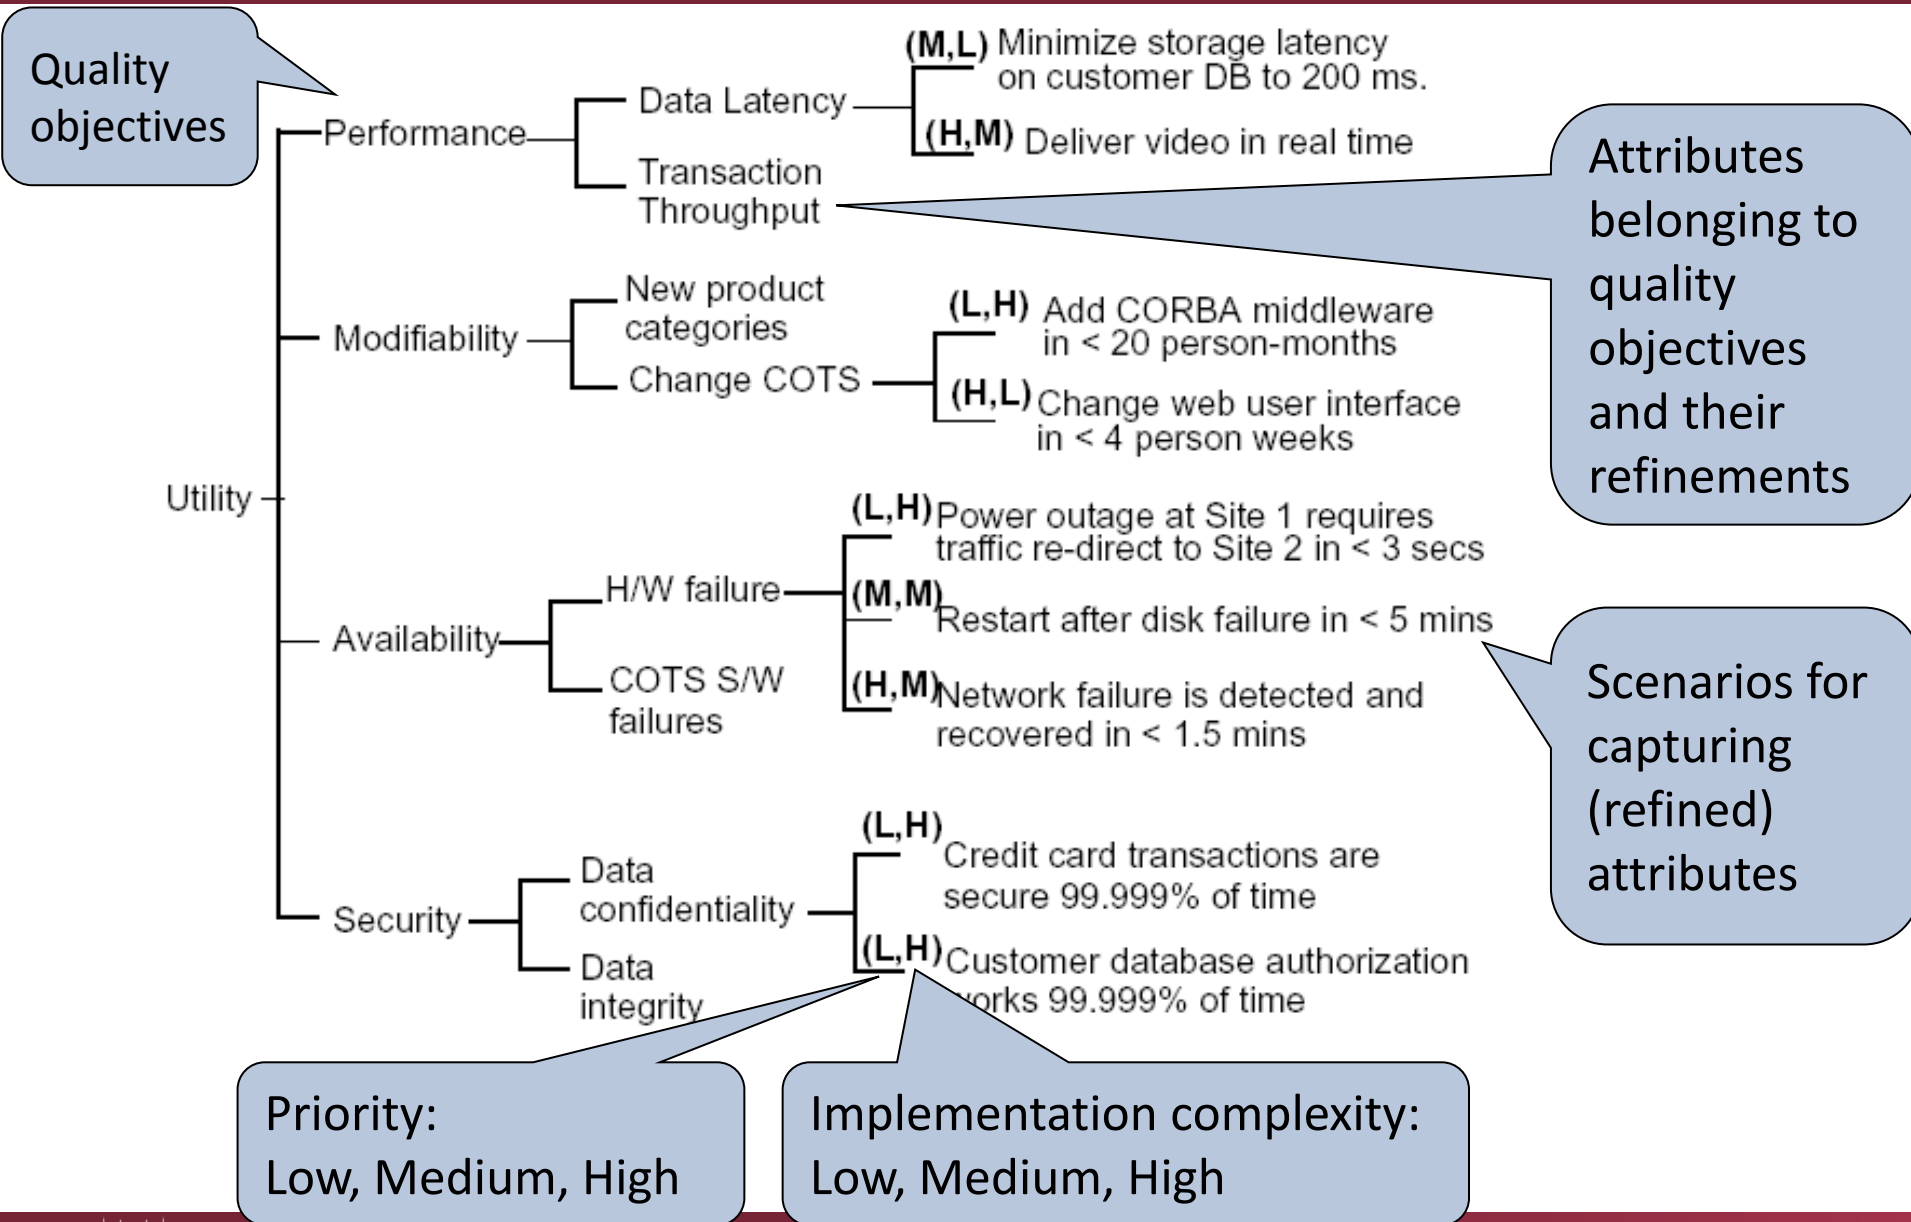 Quality
objectives
(M,L) Minimize storage latency
on customer DB to 200 ms.
Data Latency
Performance
(H,M) Deliver video in real time
Transaction
Throughput
Attributes
belonging to
quality
objectives
and their
refinements
New product
categories
(L,H) Add CORBA middleware
in < 20 person-months
Modifiability
Change COTS
(H,L) Change web user interface
in < 4 person weeks
Utility
(L,H) Power outage at Site 1 requires
traffic re-direct to Site 2 in < 3 secs
H/W failure
(M,M) Restart after disk failure in < 5 mins
Availability
COTS S/W
failures
(H,M) Network failure is detected and
recovered in < 1.5 mins
Scenarios for
capturing
(refined)
attributes
(L,H) Credit card transactions are
secure 99.999% of time
Data
confidentiality
Security
(L,H) Customer database authorization
works 99.999% of time
Data
integrity
Priority:
Low, Medium, High
Implementation complexity:
Low, Medium, High